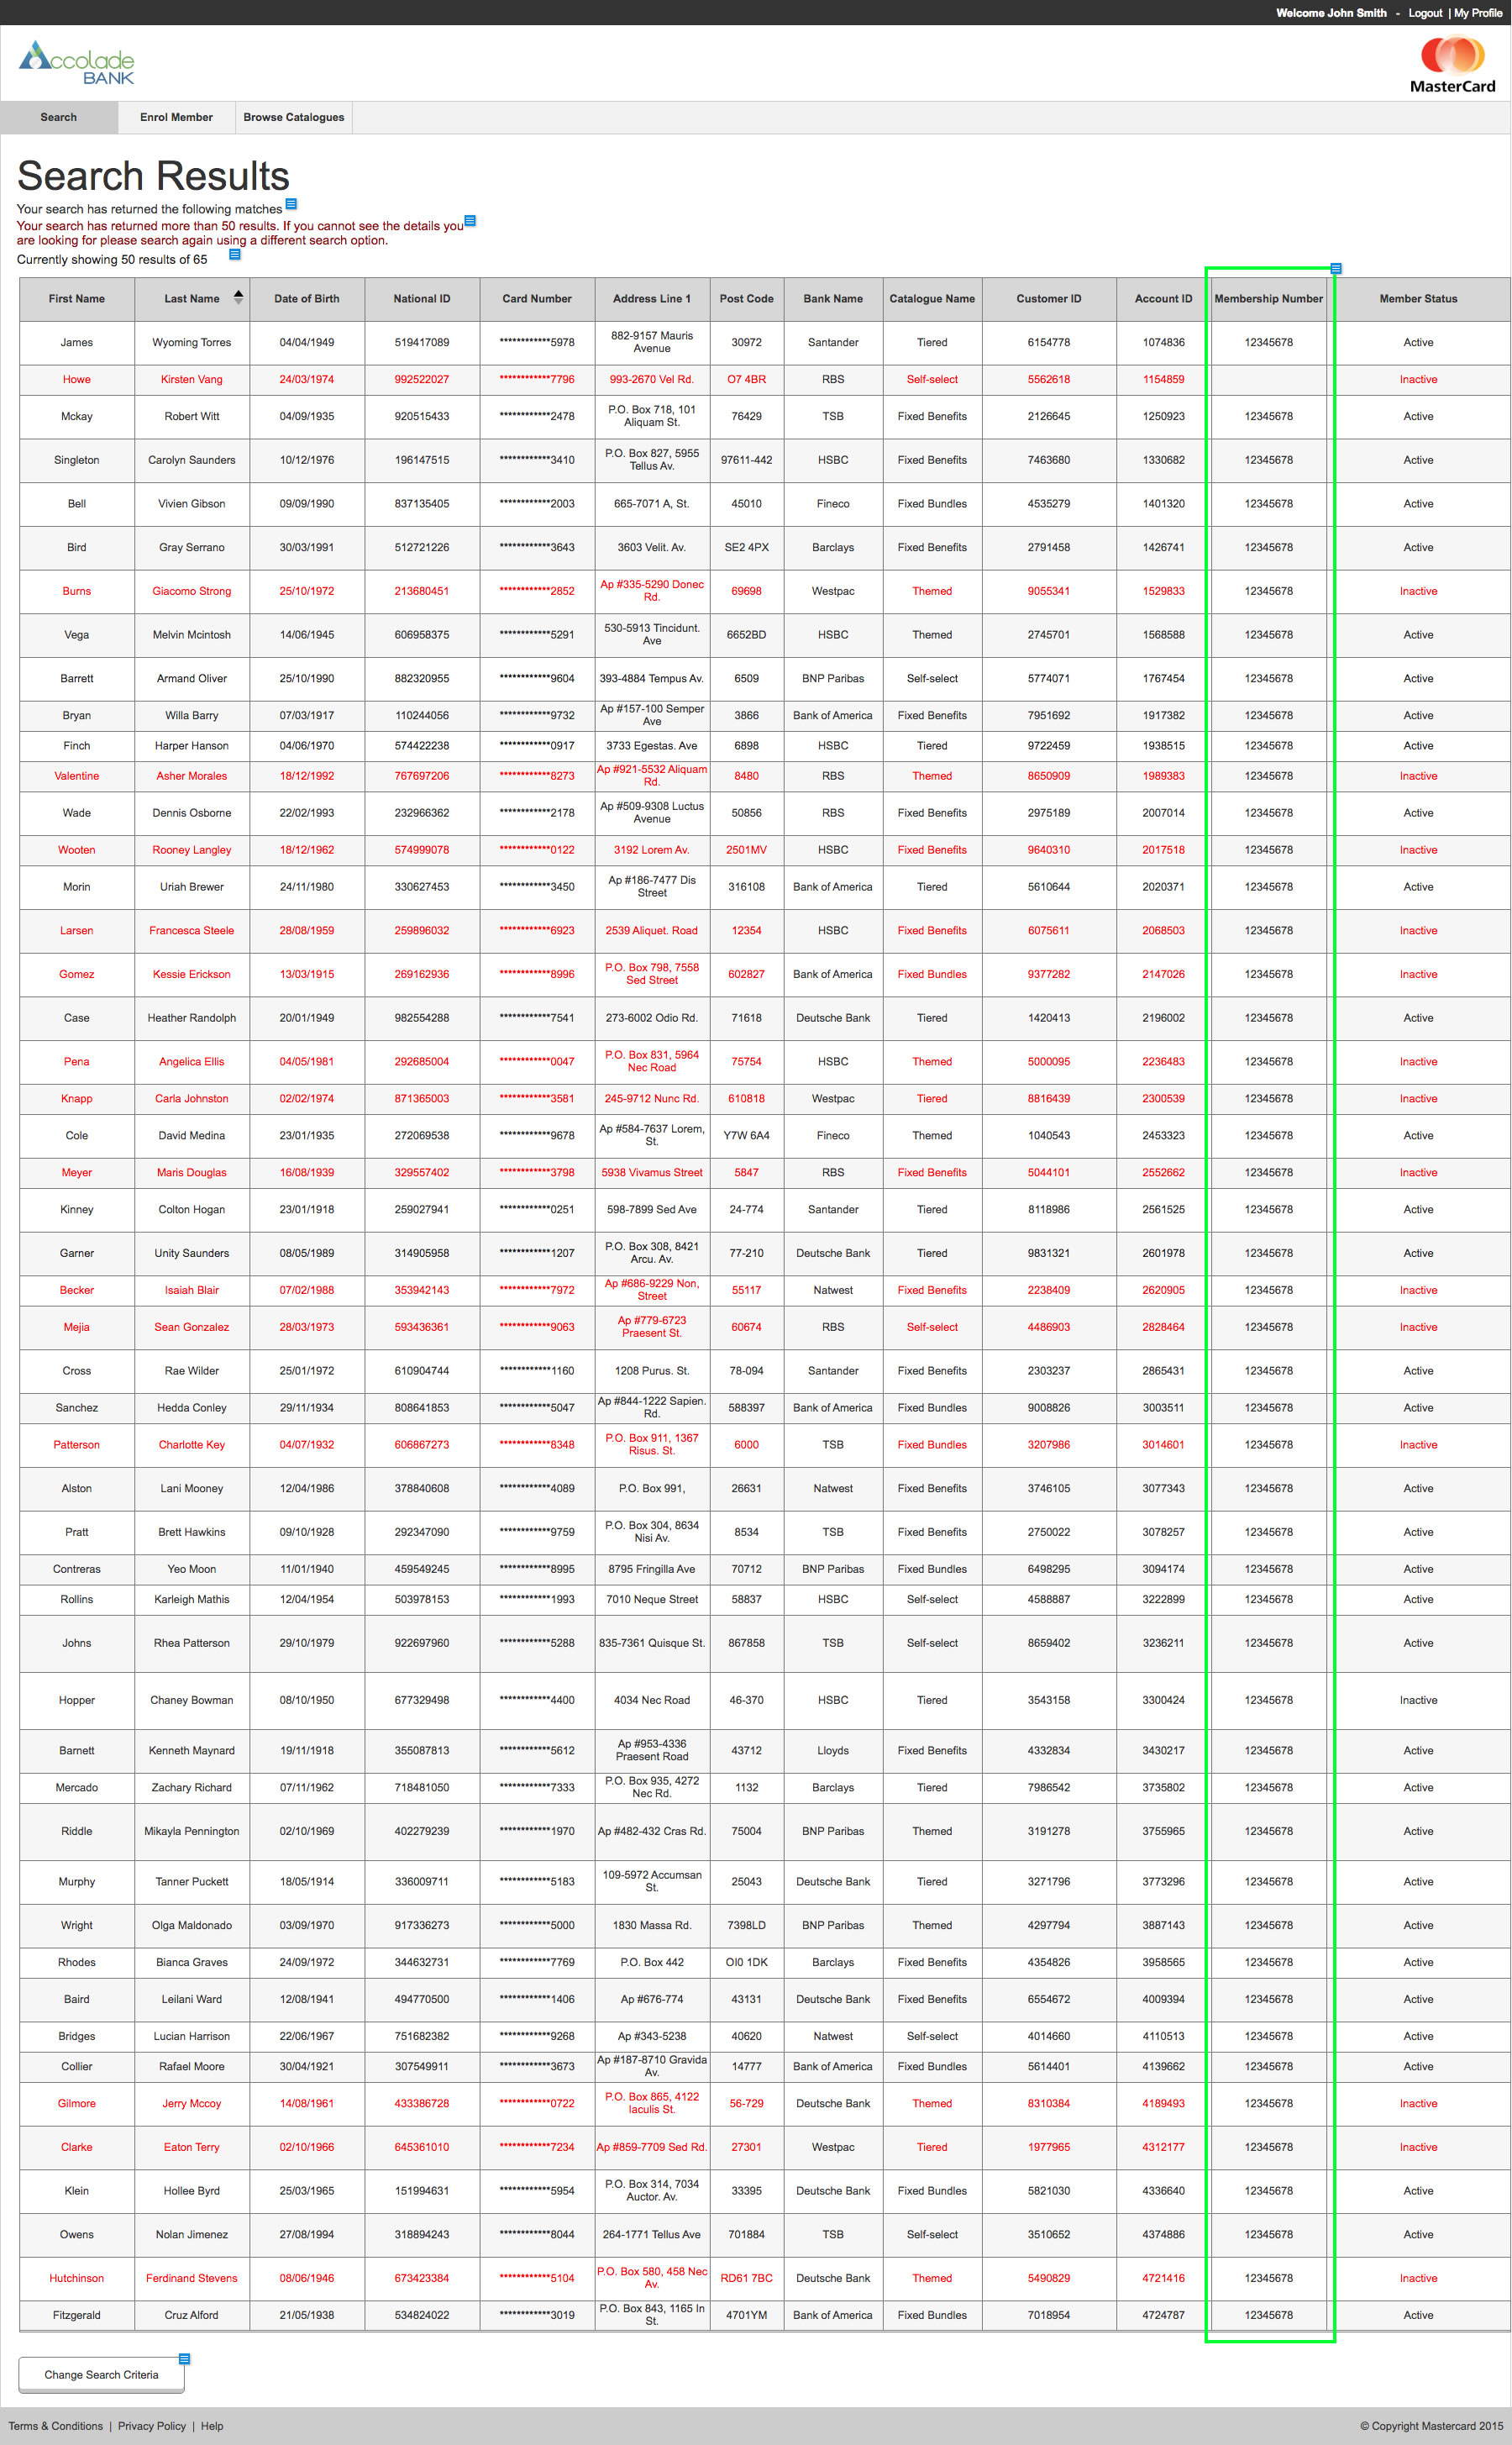 Welcome John Smith - Logout | My Profile
Accolade
BANK
MasterCard
Search Enrol Member Browse Catalogues
Search Results
Your search has returned the following matches
Your search has returned more than 50 results. If you cannot see the details you
are looking for please search again using a different search option.
Currently showing 50 results of 65
First Name Last Name Date of Birth National ID Card Number Address Line 1 Post Code Bank Name Catalogue Name Customer ID Account ID Membership Number Member Status
James Wyoming Torres 04/04/1949 519417089 ************5978 882-9157 Mauris Avenue 30972 Santander Tiered 6154778 1074836 12345678 Active
Howe Kirsten Vang 24/03/1974 992522027 ************7796 993-2670 Vel Rd. O7 4BR RBS Self-select 5562618 1154859 Inactive
Mckay Robert Witt 04/09/1935 920515433 ************2478 P.O. Box 718, 101 Aliquam St. 76429 TSB Fixed Benefits 2126645 1250923 12345678 Active
Singleton Carolyn Saunders 10/12/1976 196147515 ************3410 P.O. Box 827, 5955 Tellus Av. 97611-442 HSBC Fixed Benefits 7463680 1330682 12345678 Active
Bell Vivien Gibson 09/09/1990 837135405 ************2003 665-7071 A, St. 45010 Fineco Fixed Bundles 4535279 1401320 12345678 Active
Bird Gray Serrano 30/03/1991 512721226 ************3643 3603 Velit. Av. SE2 4PX Barclays Fixed Benefits 2791458 1426741 12345678 Active
Burns Giacomo Strong 25/10/1972 213680451 ************2852 Ap #335-5290 Donec Rd. 69698 Westpac Themed 9055341 1529833 12345678 Inactive
Vega Melvin Mcintosh 14/06/1945 606958375 ************5291 530-5913 Tincidunt. Ave 6652BD HSBC Themed 2745701 1568588 12345678 Active
Barrett Armand Oliver 25/10/1990 882320955 ************9604 393-4884 Tempus Av. 6509 BNP Paribas Self-select 5774071 1767454 12345678 Active
Bryan Willa Barry 07/03/1917 110244056 ************9732 Ap #157-100 Semper Ave 3866 Bank of America Fixed Benefits 7951692 1917382 12345678 Active
Finch Harper Hanson 04/06/1970 574422238 ************0917 3733 Egestas. Ave 6898 HSBC Tiered 9722459 1938515 12345678 Active
Valentine Asher Morales 18/12/1992 767697206 ************8273 Ap #921-5532 Aliquam Rd. 8480 RBS Themed 8650909 1989383 12345678 Inactive
Wade Dennis Osborne 22/02/1993 232966362 ************2178 Ap #509-9308 Luctus Avenue 50856 RBS Fixed Benefits 2975189 2007014 12345678 Active
Wooten Rooney Langley 18/12/1962 574999078 ************0122 3192 Lorem Av. 2501MV HSBC Fixed Benefits 9640310 2017518 12345678 Inactive
Morin Uriah Brewer 24/11/1980 330627453 ************3450 Ap #186-7477 Dis Street 316108 Bank of America Tiered 5610644 2020371 12345678 Active
Larsen Francesca Steele 28/08/1959 259896032 ************6923 2539 Aliquet. Road 12354 HSBC Fixed Benefits 6075611 2068503 12345678 Inactive
Gomez Kessie Erickson 13/03/1915 269162936 ************8996 P.O. Box 798, 7558 Sed Street 602827 Bank of America Fixed Bundles 9377282 2147026 12345678 Inactive
Case Heather Randolph 20/01/1949 982554288 ************7541 273-6002 Odio Rd. 71618 Deutsche Bank Tiered 1420413 2196002 12345678 Active
Pena Angelica Ellis 04/05/1981 292685004 ************0047 P.O. Box 831, 5964 Nec Road 75754 HSBC Themed 5000095 2236483 12345678 Inactive
Knapp Carla Johnston 02/02/1974 871365003 ************3581 245-9712 Nunc Rd. 610818 Westpac Tiered 8816439 2300539 12345678 Inactive
Cole David Medina 23/01/1935 272069538 ************9678 Ap #584-7637 Lorem, St. Y7W 6A4 Fineco Themed 1040543 2453323 12345678 Active
Meyer Maris Douglas 16/08/1939 329557402 ************3798 5938 Vivamus Street 5847 RBS Fixed Benefits 5044101 2552662 12345678 Inactive
Kinney Colton Hogan 23/01/1918 259027941 ************0251 598-7899 Sed Ave 24-774 Santander Tiered 8118986 2561525 12345678 Active
Garner Unity Saunders 08/05/1989 314905958 ************1207 P.O. Box 308, 8421 Arcu. Av. 77-210 Deutsche Bank Tiered 9831321 2601978 12345678 Active
Becker Isaiah Blair 07/02/1988 353942143 ************7972 Ap #686-9229 Non, Street 55117 Natwest Fixed Benefits 2238409 2620905 12345678 Inactive
Mejia Sean Gonzalez 28/03/1973 593436361 ************9063 Ap #779-6723 Praesent St. 60674 RBS Self-select 4486903 2828464 12345678 Inactive
Cross Rae Wilder 25/01/1972 610904744 ************1160 1208 Purus. St. 78-094 Santander Fixed Benefits 2303237 2865431 12345678 Active
Sanchez Hedda Conley 29/11/1934 808641853 ************5047 Ap #844-1222 Sapien. Rd. 588397 Bank of America Fixed Bundles 9008826 3003511 12345678 Active
Patterson Charlotte Key 04/07/1932 606867273 ************8348 P.O. Box 911, 1367 Risus. St. 6000 TSB Fixed Bundles 3207986 3014601 12345678 Inactive
Alston Lani Mooney 12/04/1986 378840608 ************4089 P.O. Box 991, 26631 Natwest Fixed Benefits 3746105 3077343 12345678 Active
Pratt Brett Hawkins 09/10/1928 292347090 ************9759 P.O. Box 304, 8634 Nisi Av. 8534 TSB Fixed Benefits 2750022 3078257 12345678 Active
Contreras Yeo Moon 11/01/1940 459549245 ************8995 8795 Fringilla Ave 70712 BNP Paribas Fixed Bundles 6498295 3094174 12345678 Active
Rollins Karleigh Mathis 12/04/1954 503978153 ************1993 7010 Neque Street 58837 HSBC Self-select 4588887 3222899 12345678 Active
Johns Rhea Patterson 29/10/1979 922697960 ************5288 835-7361 Quisque St. 867858 TSB Self-select 8659402 3236211 12345678 Active
Hopper Chaney Bowman 08/10/1950 677329498 ************4400 4034 Nec Road 46-370 HSBC Tiered 3543158 3300424 12345678 Inactive
Barnett Kenneth Maynard 19/11/1918 355087813 ************5612 Ap #953-4336 Praesent Road 43712 Lloyds Fixed Benefits 4332834 3430217 12345678 Active
Mercado Zachary Richard 07/11/1962 718481050 ************7333 P.O. Box 935, 4272 Nec Rd. 1132 Barclays Tiered 7986542 3735802 12345678 Active
Riddle Mikayla Pennington 02/10/1969 402279239 ************1970 Ap #482-432 Cras Rd. 75004 BNP Paribas Themed 3191278 3755965 12345678 Active
Murphy Tanner Puckett 18/05/1914 336009711 ************5183 109-5972 Accumsan St. 25043 Deutsche Bank Tiered 3271796 3773296 12345678 Active
Wright Olga Maldonado 03/09/1970 917336273 ************5000 1830 Massa Rd. 7398LD BNP Paribas Themed 4297794 3887143 12345678 Active
Rhodes Bianca Graves 24/09/1972 344632731 ************7769 P.O. Box 442 OI0 1DK Barclays Fixed Benefits 4354826 3958565 12345678 Active
Baird Leilani Ward 12/08/1941 494770500 ************1406 Ap #676-774 43131 Deutsche Bank Fixed Benefits 6554672 4009394 12345678 Active
Bridges Lucian Harrison 22/06/1967 751682382 ************9268 Ap #343-5238 40620 Natwest Self-select 4014660 4110513 12345678 Active
Collier Rafael Moore 30/04/1921 307549911 ************3673 Ap #187-8710 Gravida Av. 14777 Bank of America Fixed Bundles 5614401 4139662 12345678 Active
Gilmore Jerry Mccoy 14/08/1961 433386728 ************0722 P.O. Box 865, 4122 Iaculis St. 56-729 Deutsche Bank Themed 8310384 4189493 12345678 Inactive
Clarke Eaton Terry 02/10/1966 645361010 ************7234 Ap #859-7709 Sed Rd. 27301 Westpac Tiered 1977965 4312177 12345678 Inactive
Klein Hollee Byrd 25/03/1965 151994631 ************5954 P.O. Box 314, 7034 Auctor. Av. 33395 Deutsche Bank Fixed Bundles 5821030 4336640 12345678 Active
Owens Nolan Jimenez 27/08/1994 318894243 ************8044 264-1771 Tellus Ave 701884 TSB Self-select 3510652 4374886 12345678 Active
Hutchinson Ferdinand Stevens 08/06/1946 673423384 ************5104 P.O. Box 580, 458 Nec Av. RD61 7BC Deutsche Bank Themed 5490829 4721416 12345678 Inactive
Fitzgerald Cruz Alford 21/05/1938 534824022 ************3019 P.O. Box 843, 1165 In St. 4701YM Bank of America Fixed Bundles 7018954 4724787 12345678 Active
Change Search Criteria
Terms & Conditions | Privacy Policy | Help © Copyright Mastercard 2015